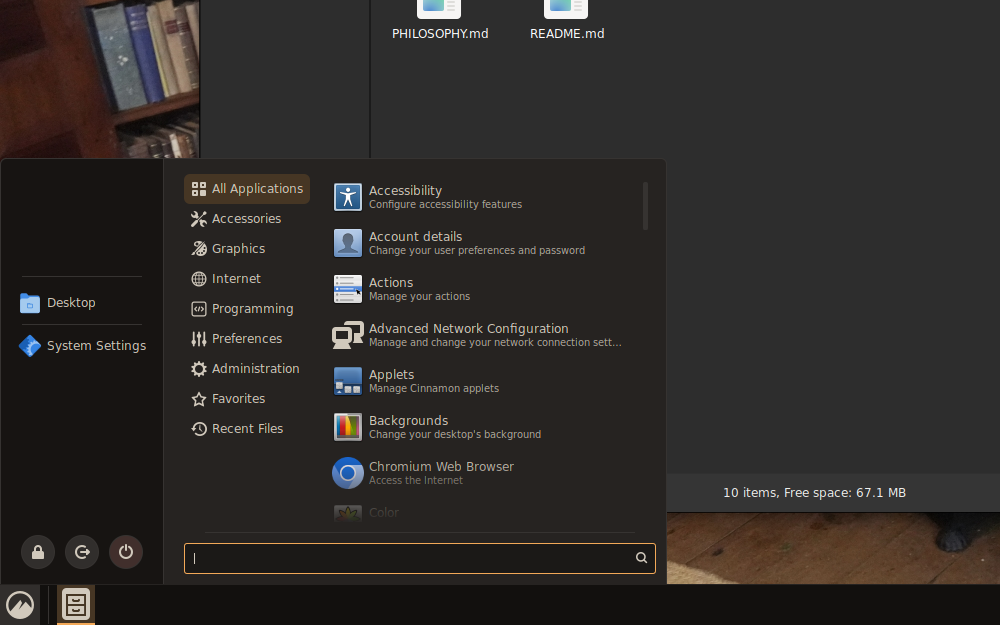 PHILOSOPHY.md
README.md
Desktop
System Settings
All Applications
Accessories
Graphics
Internet
Programming
Preferences
Administration
Favorites
Recent Files
Accessibility
Configure accessibility features
Account details
Change your user preferences and password
Actions
Manage your actions
Advanced Network Configuration
Manage and change your network connection sett...
Applets
Manage Cinnamon applets
Backgrounds
Change your desktop's background
Chromium Web Browser
Access the Internet
Color
10 items, Free space: 67.1 MB